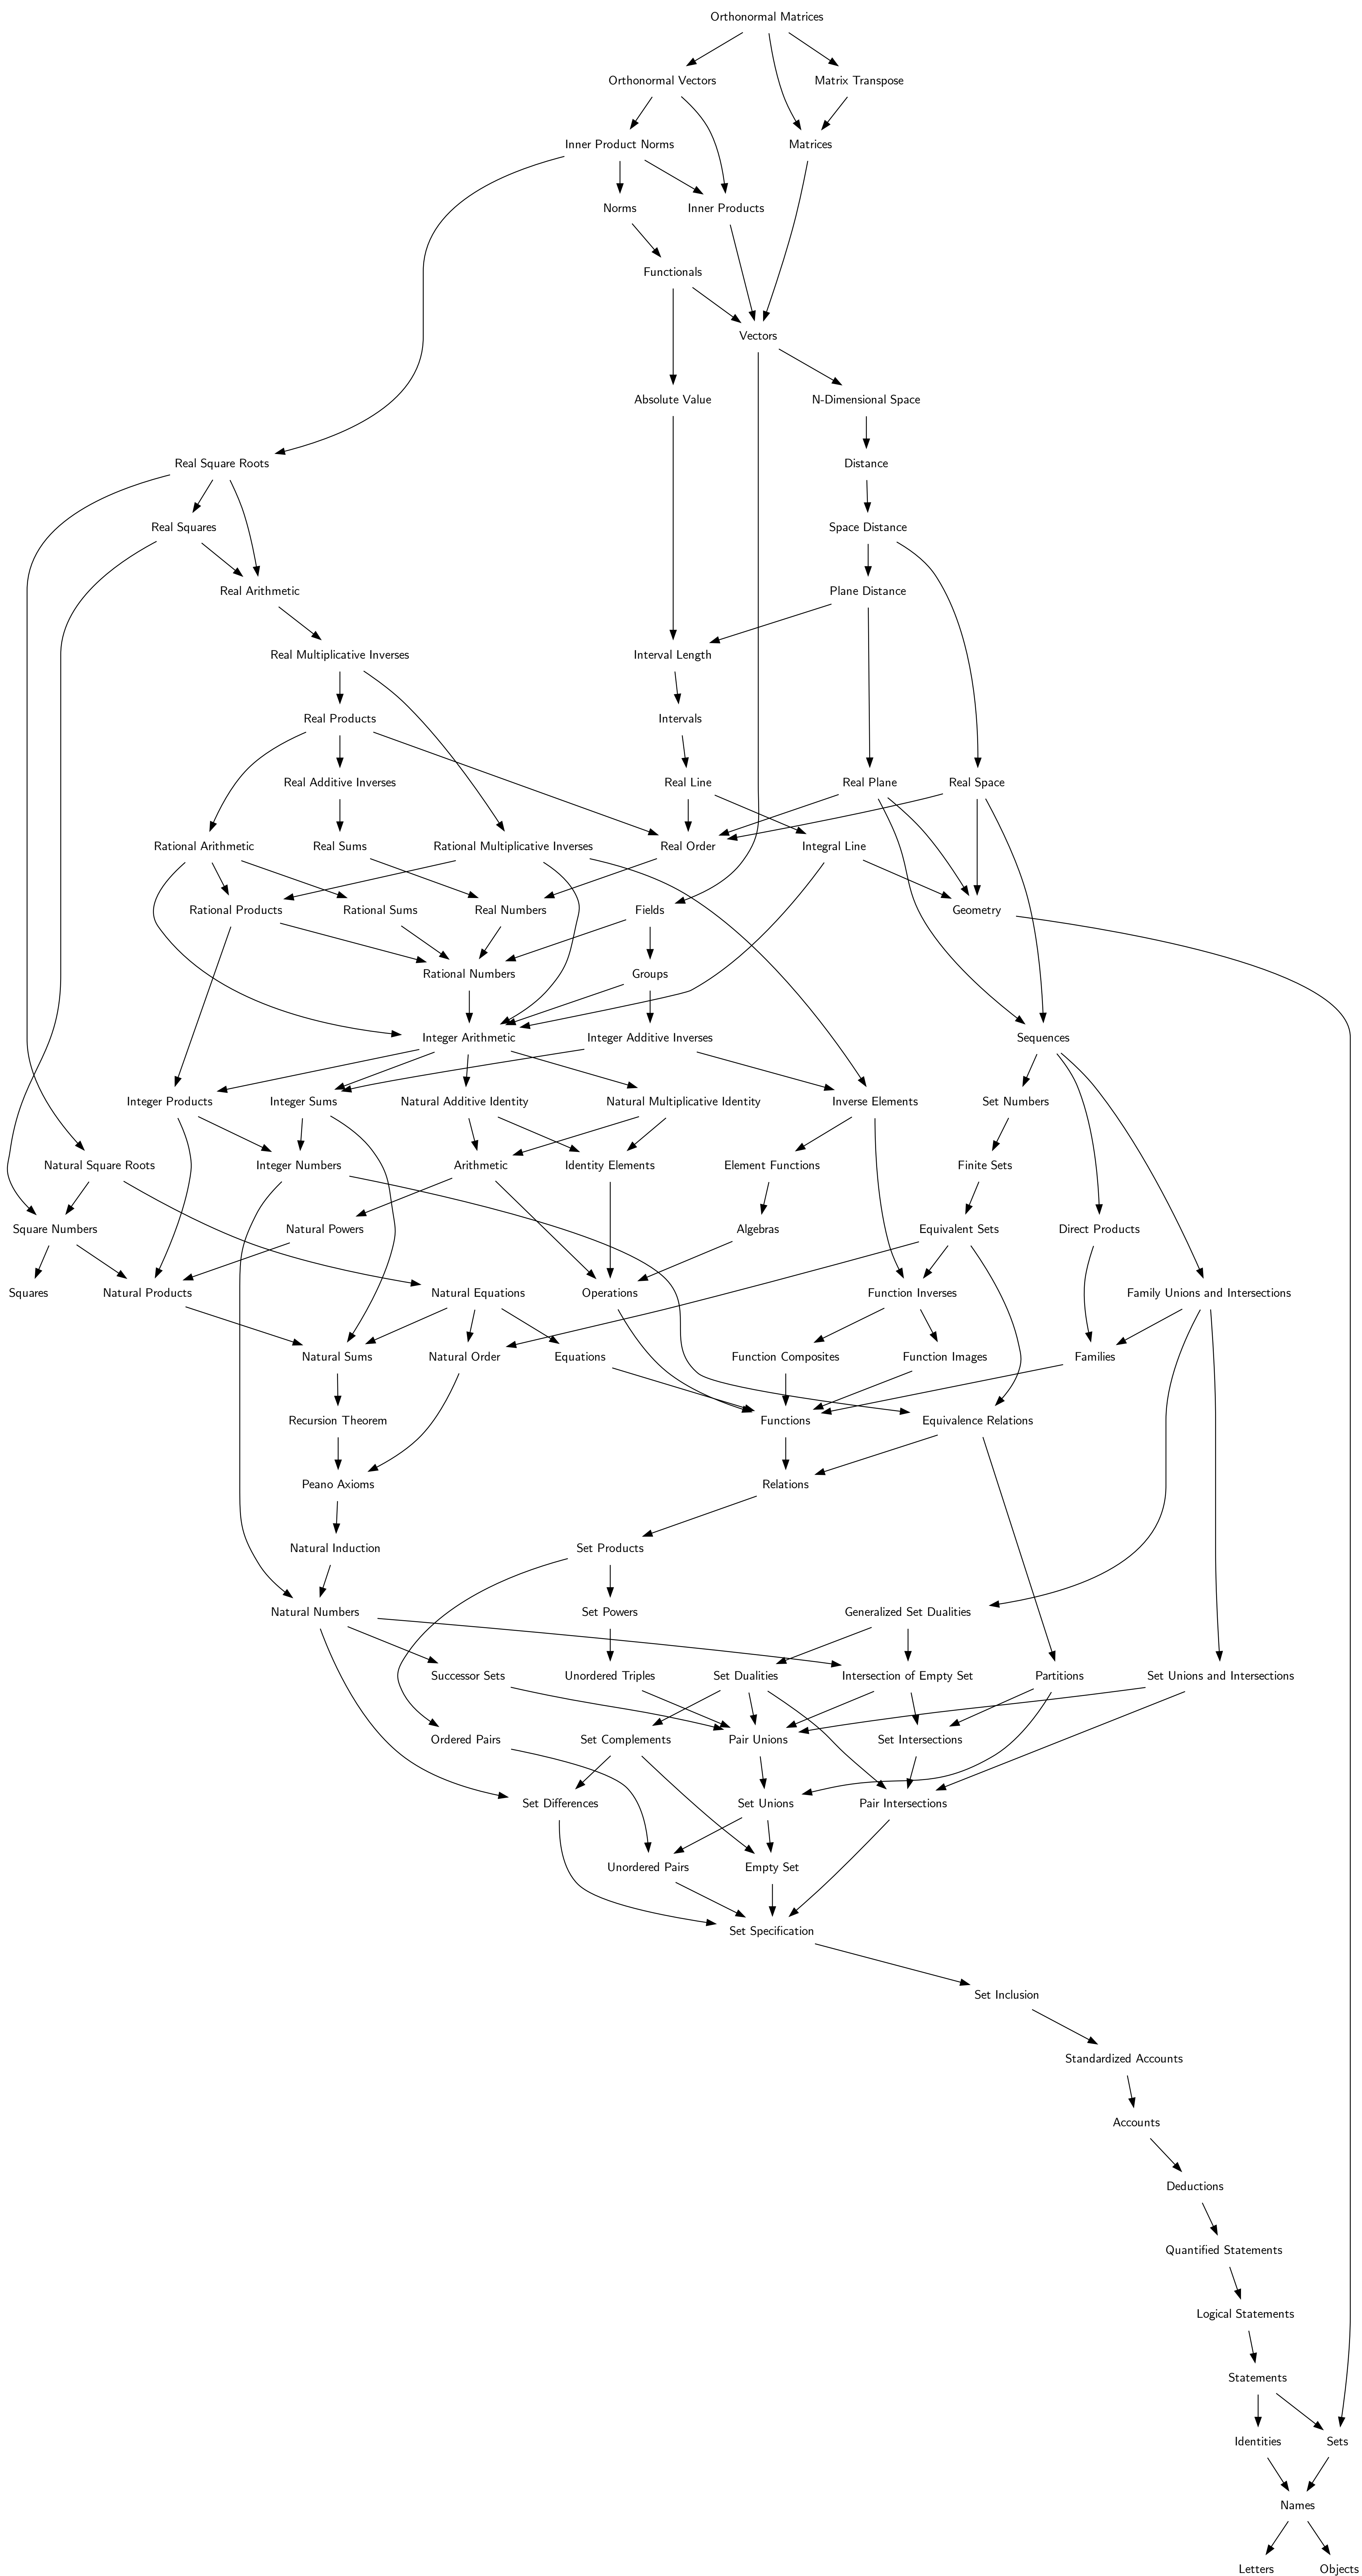 Orthonormal Matrices
Orthonormal Vectors
Matrix Transpose
Inner Product Norms
Matrices
Norms
Inner Products
Functionals
Vectors
Absolute Value
N-Dimensional Space
Real Square Roots
Distance
Real Squares
Space Distance
Real Arithmetic
Plane Distance
Real Multiplicative Inverses
Interval Length
Real Products
Intervals
Real Additive Inverses
Real Line
Real Plane
Real Space
Rational Arithmetic
Real Sums
Rational Multiplicative Inverses
Real Order
Integral Line
Rational Products
Rational Sums
Real Numbers
Fields
Geometry
Rational Numbers
Groups
Integer Arithmetic
Integer Additive Inverses
Sequences
Integer Products
Integer Sums
Natural Additive Identity
Natural Multiplicative Identity
Inverse Elements
Set Numbers
Natural Square Roots
Integer Numbers
Arithmetic
Identity Elements
Element Functions
Finite Sets
Square Numbers
Natural Powers
Algebras
Equivalent Sets
Direct Products
Squares
Natural Products
Natural Equations
Operations
Function Inverses
Family Unions and Intersections
Natural Sums
Natural Order
Equations
Function Composites
Function Images
Families
Recursion Theorem
Functions
Equivalence Relations
Peano Axioms
Relations
Natural Induction
Set Products
Natural Numbers
Set Powers
Generalized Set Dualities
Successor Sets
Unordered Triples
Set Dualities
Intersection of Empty Set
Partitions
Set Unions and Intersections
Ordered Pairs
Set Complements
Pair Unions
Set Intersections
Set Differences
Set Unions
Pair Intersections
Unordered Pairs
Empty Set
Set Specification
Set Inclusion
Standardized Accounts
Accounts
Deductions
Quantified Statements
Logical Statements
Statements
Identities
Sets
Names
Letters
Objects